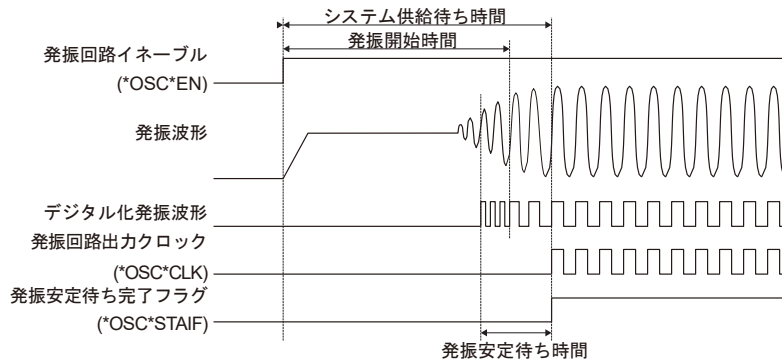 システム供給待ち時間
発振開始時間
発振回路イネーブル
(*OSC*EN)
発振波形
デジタル化発振波形
発振回路出力クロック
(*OSC*CLK)
発振安定待ち完了フラグ
(*OSC*STAIF)
発振安定待ち時間